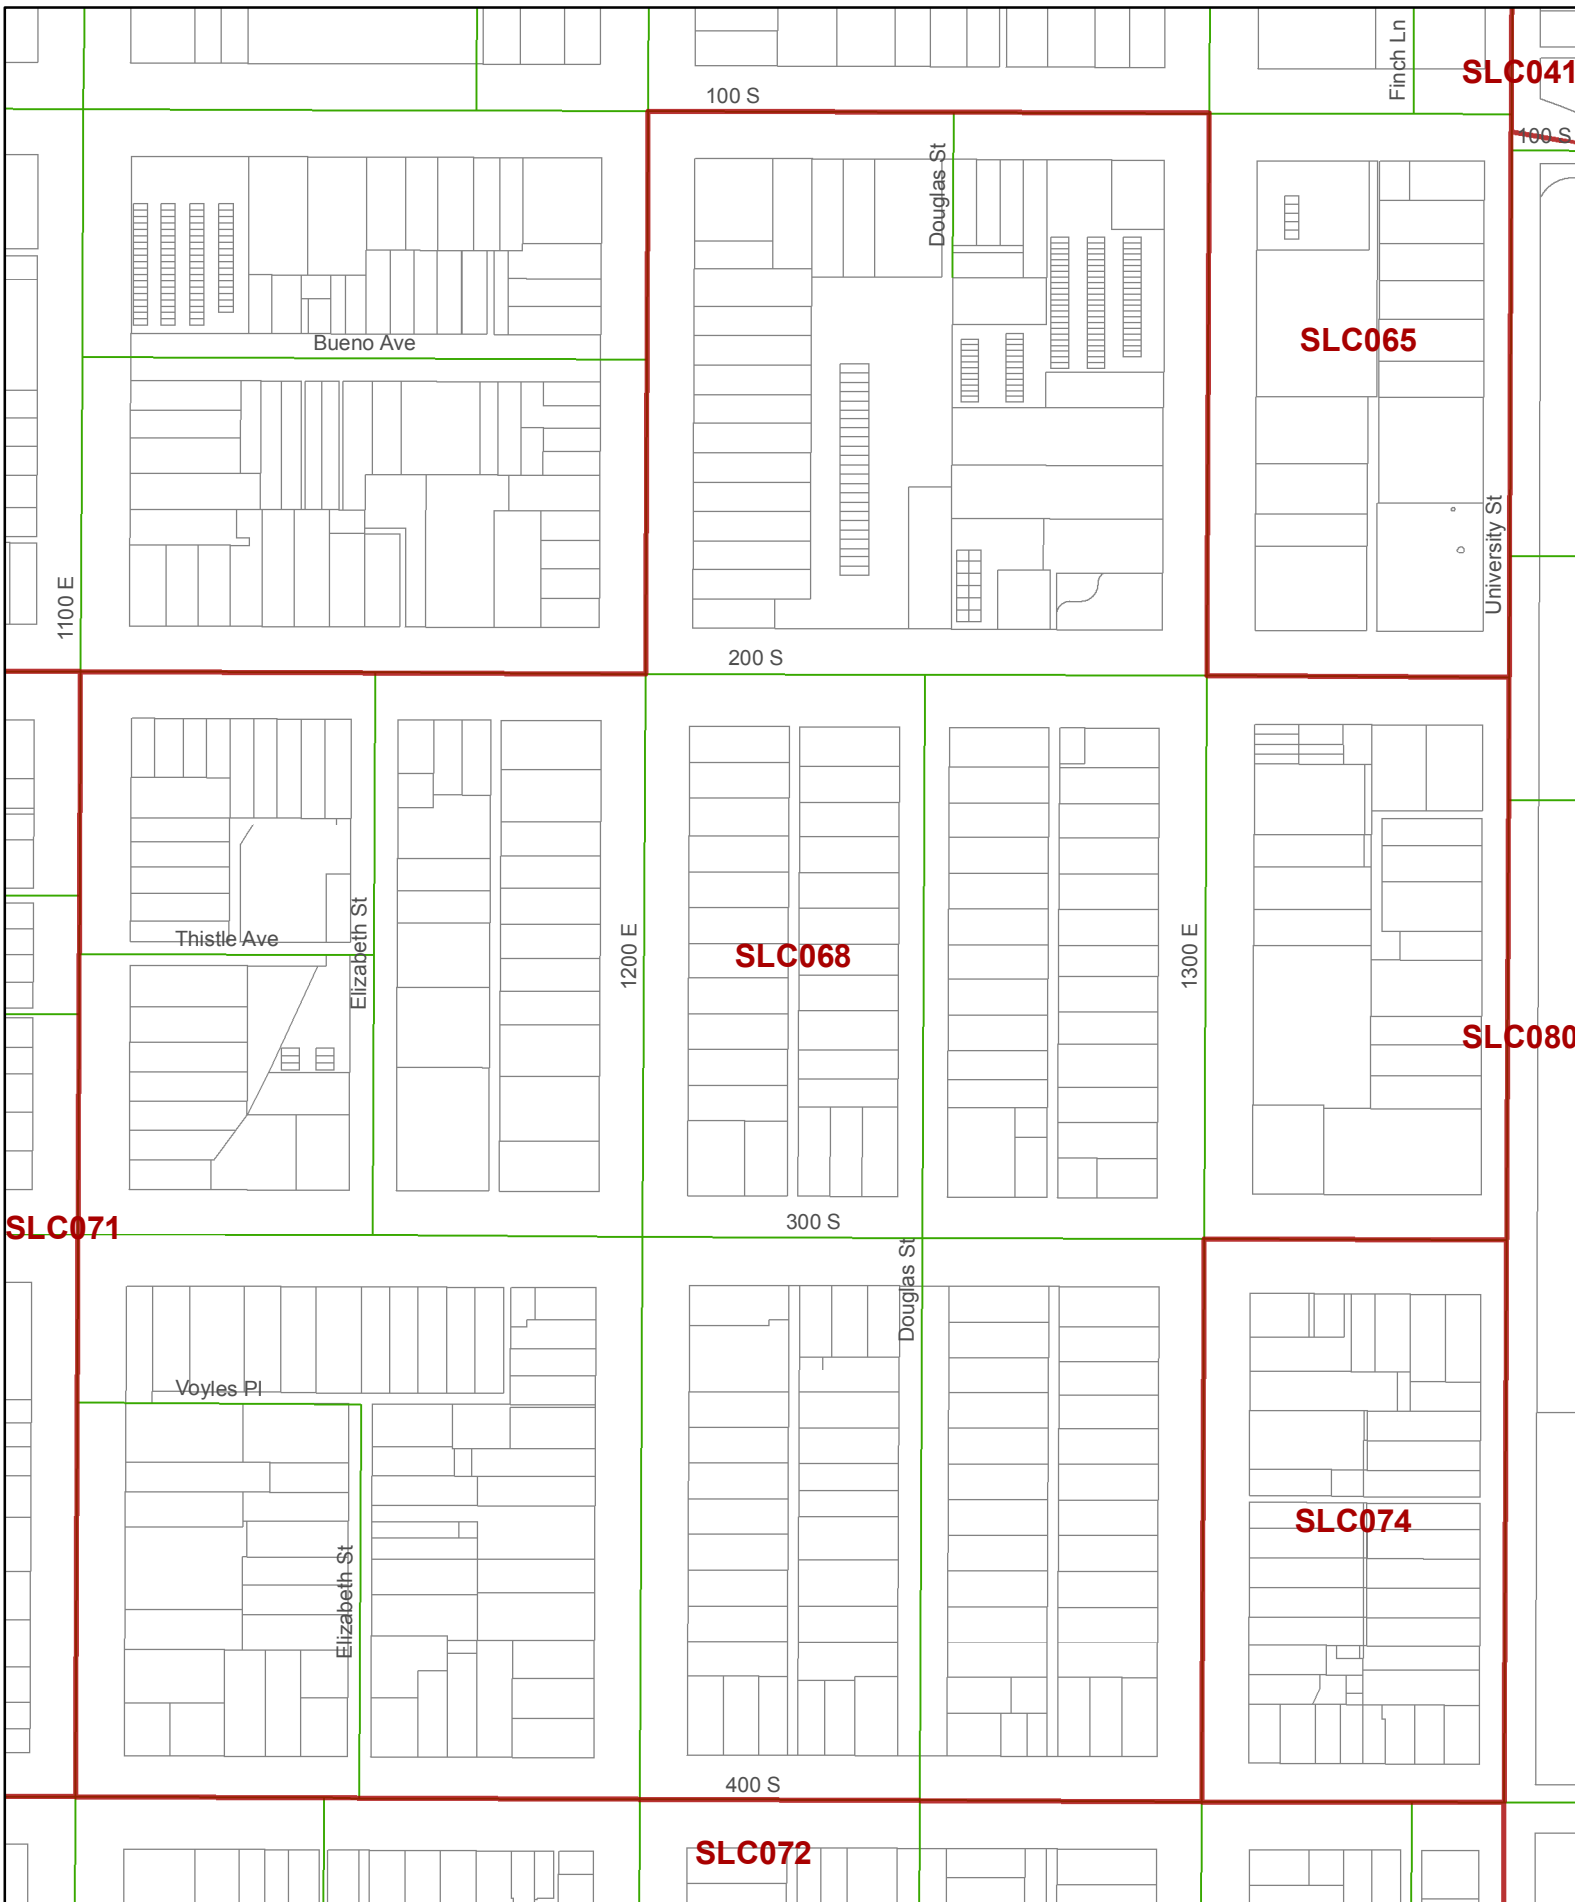 Finch Ln
SLC041
100 S
100 S
Douglas St
Bueno Ave
SLC065
University St
1100 E
200 S
Thistle Ave
Elizabeth St
1200 E
SLC068
1300 E
SLC080
SLC071
300 S
Douglas St
Voyles Pl
SLC074
Elizabeth St
400 S
SLC072